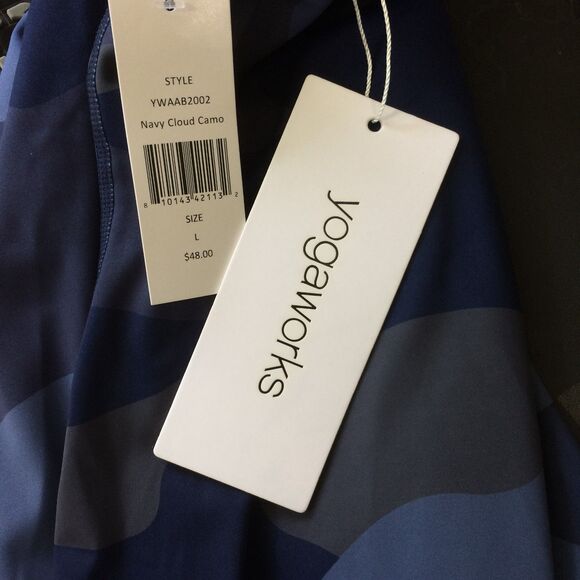 STYLE
YWAAB2002
Navy Cloud Camo
8 10143 42113 2
SIZE
L
$48.00
yogaworks